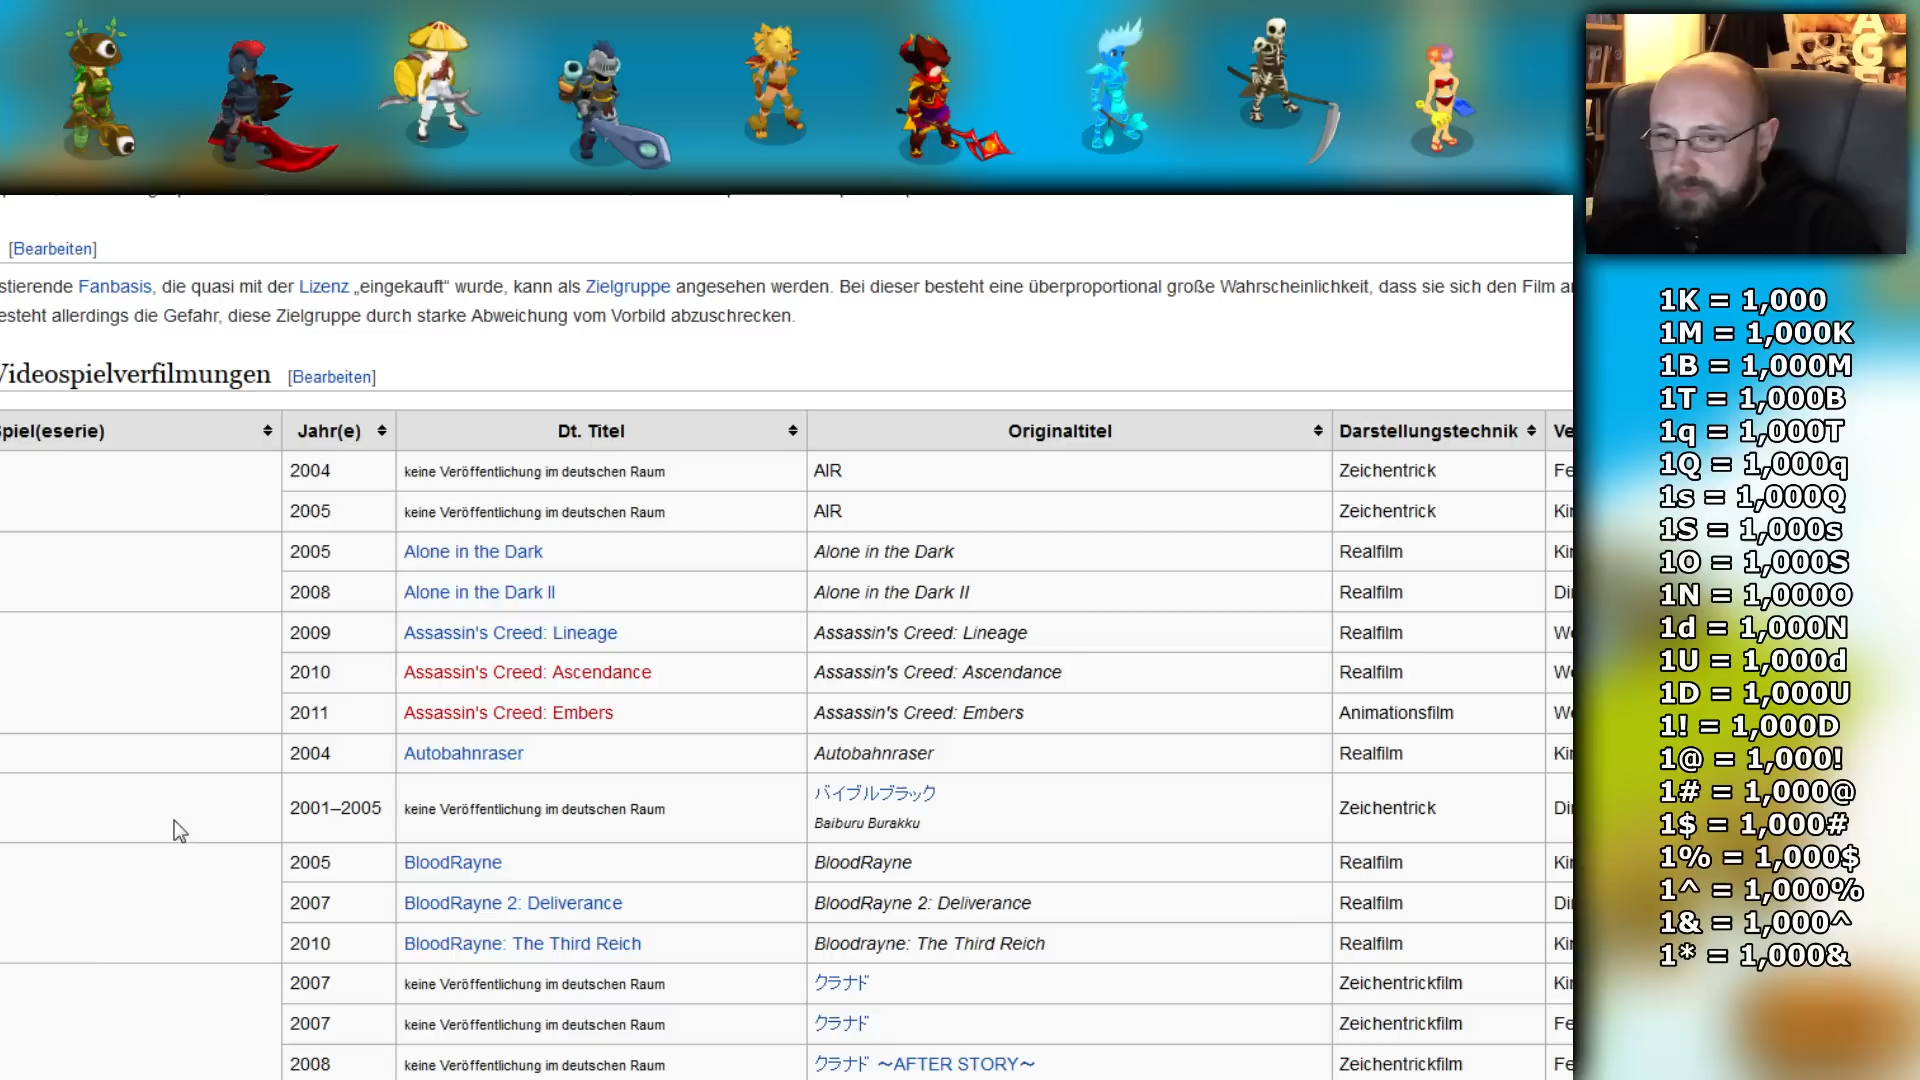 [Bearbeiten]
stierende Fanbasis, die quasi mit der Lizenz „eingekauft“ wurde, kann als Zielgruppe angesehen werden. Bei dieser besteht eine überproportional große Wahrscheinlichkeit, dass sie sich den Film an
esteht allerdings die Gefahr, diese Zielgruppe durch starke Abweichung vom Vorbild abzuschrecken.
Videospielverfilmungen [Bearbeiten]
Spiel(eserie) Jahr(e) Dt. Titel Originaltitel Darstellungstechnik Ve
2004 keine Veröffentlichung im deutschen Raum AIR Zeichentrick Fe
2005 keine Veröffentlichung im deutschen Raum AIR Zeichentrick Kin
2005 Alone in the Dark Alone in the Dark Realfilm Kin
2008 Alone in the Dark II Alone in the Dark II Realfilm Di
2009 Assassin's Creed: Lineage Assassin's Creed: Lineage Realfilm We
2010 Assassin's Creed: Ascendance Assassin's Creed: Ascendance Realfilm We
2011 Assassin's Creed: Embers Assassin's Creed: Embers Animationsfilm We
2004 Autobahnraser Autobahnraser Realfilm Kin
2001–2005 keine Veröffentlichung im deutschen Raum バイブルブラック Zeichentrick Di
Baiburu Burakku
2005 BloodRayne BloodRayne Realfilm Kin
2007 BloodRayne 2: Deliverance BloodRayne 2: Deliverance Realfilm Di
2010 BloodRayne: The Third Reich Bloodrayne: The Third Reich Realfilm Kin
2007 keine Veröffentlichung im deutschen Raum クラナド Zeichentrickfilm Kin
2007 keine Veröffentlichung im deutschen Raum クラナド Zeichentrickfilm Fe
2008 keine Veröffentlichung im deutschen Raum クラナド 〜AFTER STORY〜 Zeichentrickfilm Fe
1K = 1,000
1M = 1,000K
1B = 1,000M
1T = 1,000B
1q = 1,000T
1Q = 1,000q
1s = 1,000Q
1S = 1,000s
1O = 1,000S
1N = 1,000O
1d = 1,000N
1U = 1,000d
1D = 1,000U
1! = 1,000D
1@ = 1,000!
1# = 1,000@
1$ = 1,000#
1% = 1,000$
1^ = 1,000%
1& = 1,000^
1* = 1,000&